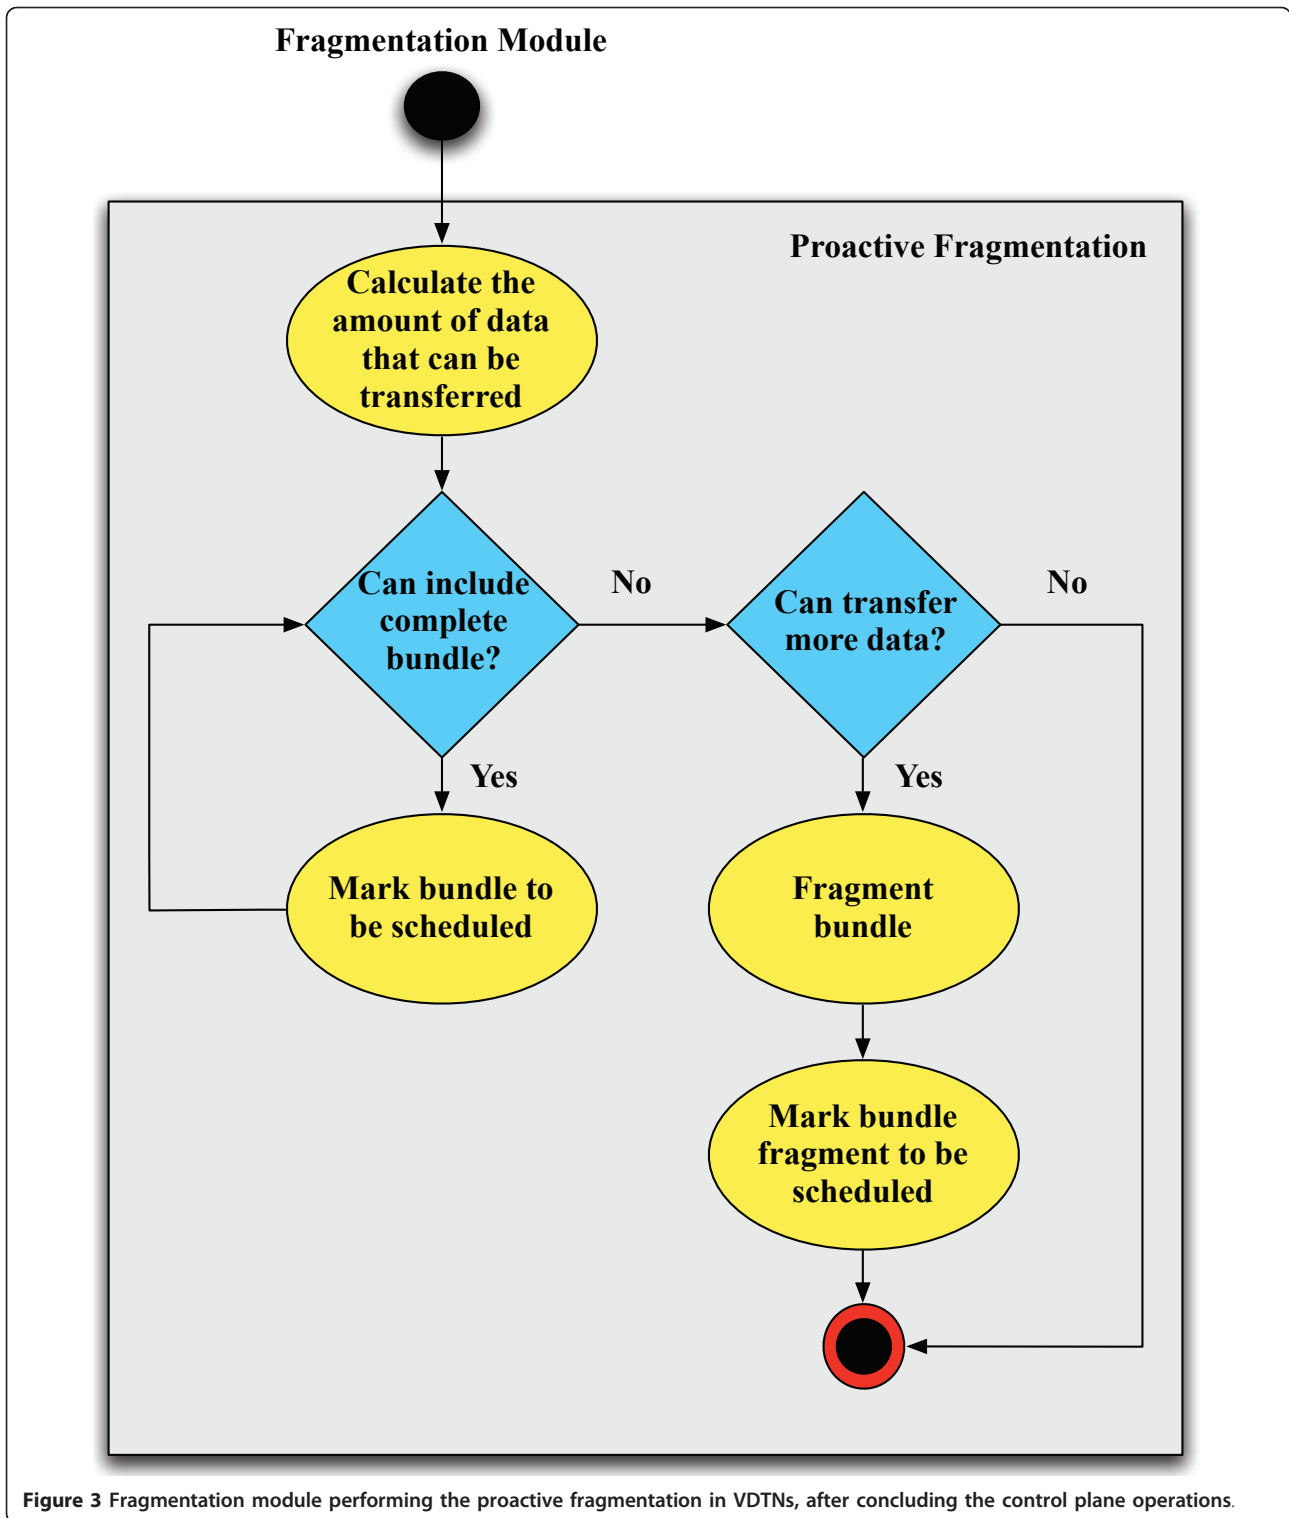 Fragmentation Module
Proactive Fragmentation
Calculate the
amount of data
that can be
transferred
Can include
complete
bundle?
No
Can transfer
more data?
No
Yes
Yes
Mark bundle to
be scheduled
Fragment
bundle
Mark bundle
fragment to be
scheduled
Figure 3 Fragmentation module performing the proactive fragmentation in VDTNs, after concluding the control plane operations.